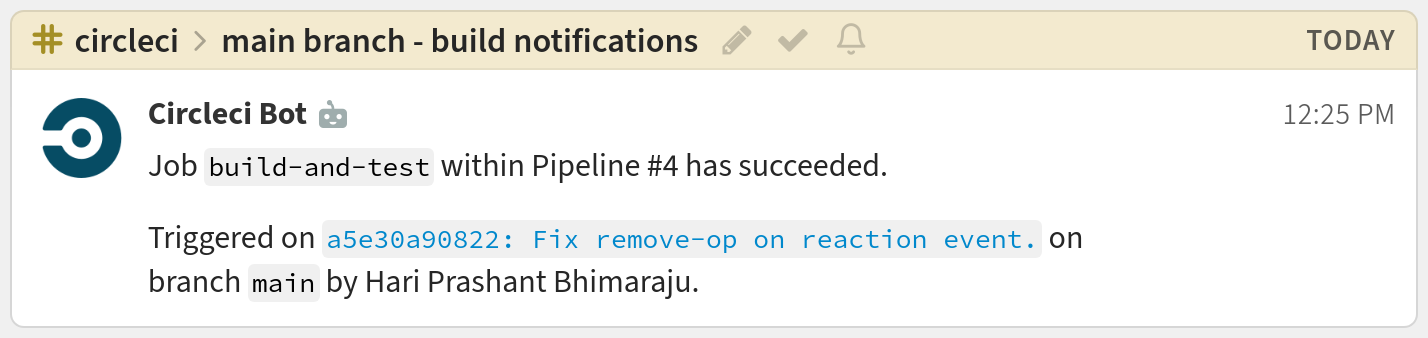 circleci > main branch - build notifications TODAY
Circleci Bot 12:25 PM
Job build-and-test within Pipeline #4 has succeeded.
Triggered on a5e30a90822: Fix remove-op on reaction event. on
branch main by Hari Prashant Bhimaraju.